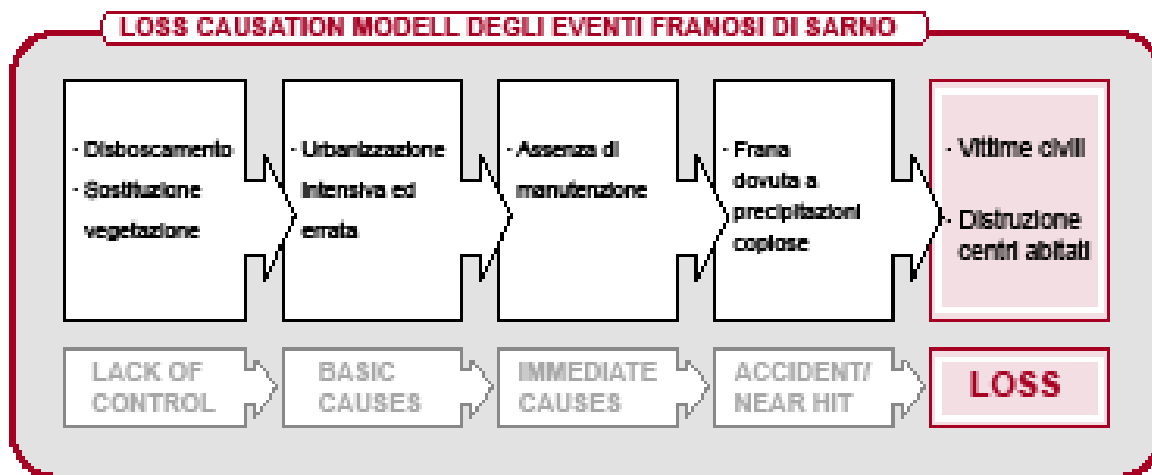 LOSS CAUSATION MODELL DEGLI EVENTI FRANOSI DI SARNO
- Disboscamento
- Sostituzione
vegetazione
- Urbanizzazione
intensiva ed
errata
- Assenza di
manutenzione
- Frana
dovuta a
precipitazioni
copiose
- Vittime civili
- Distruzione
centri abitati
LACK OF
CONTROL
BASIC
CAUSES
IMMEDIATE
CAUSES
ACCIDENT/
NEAR HIT
LOSS